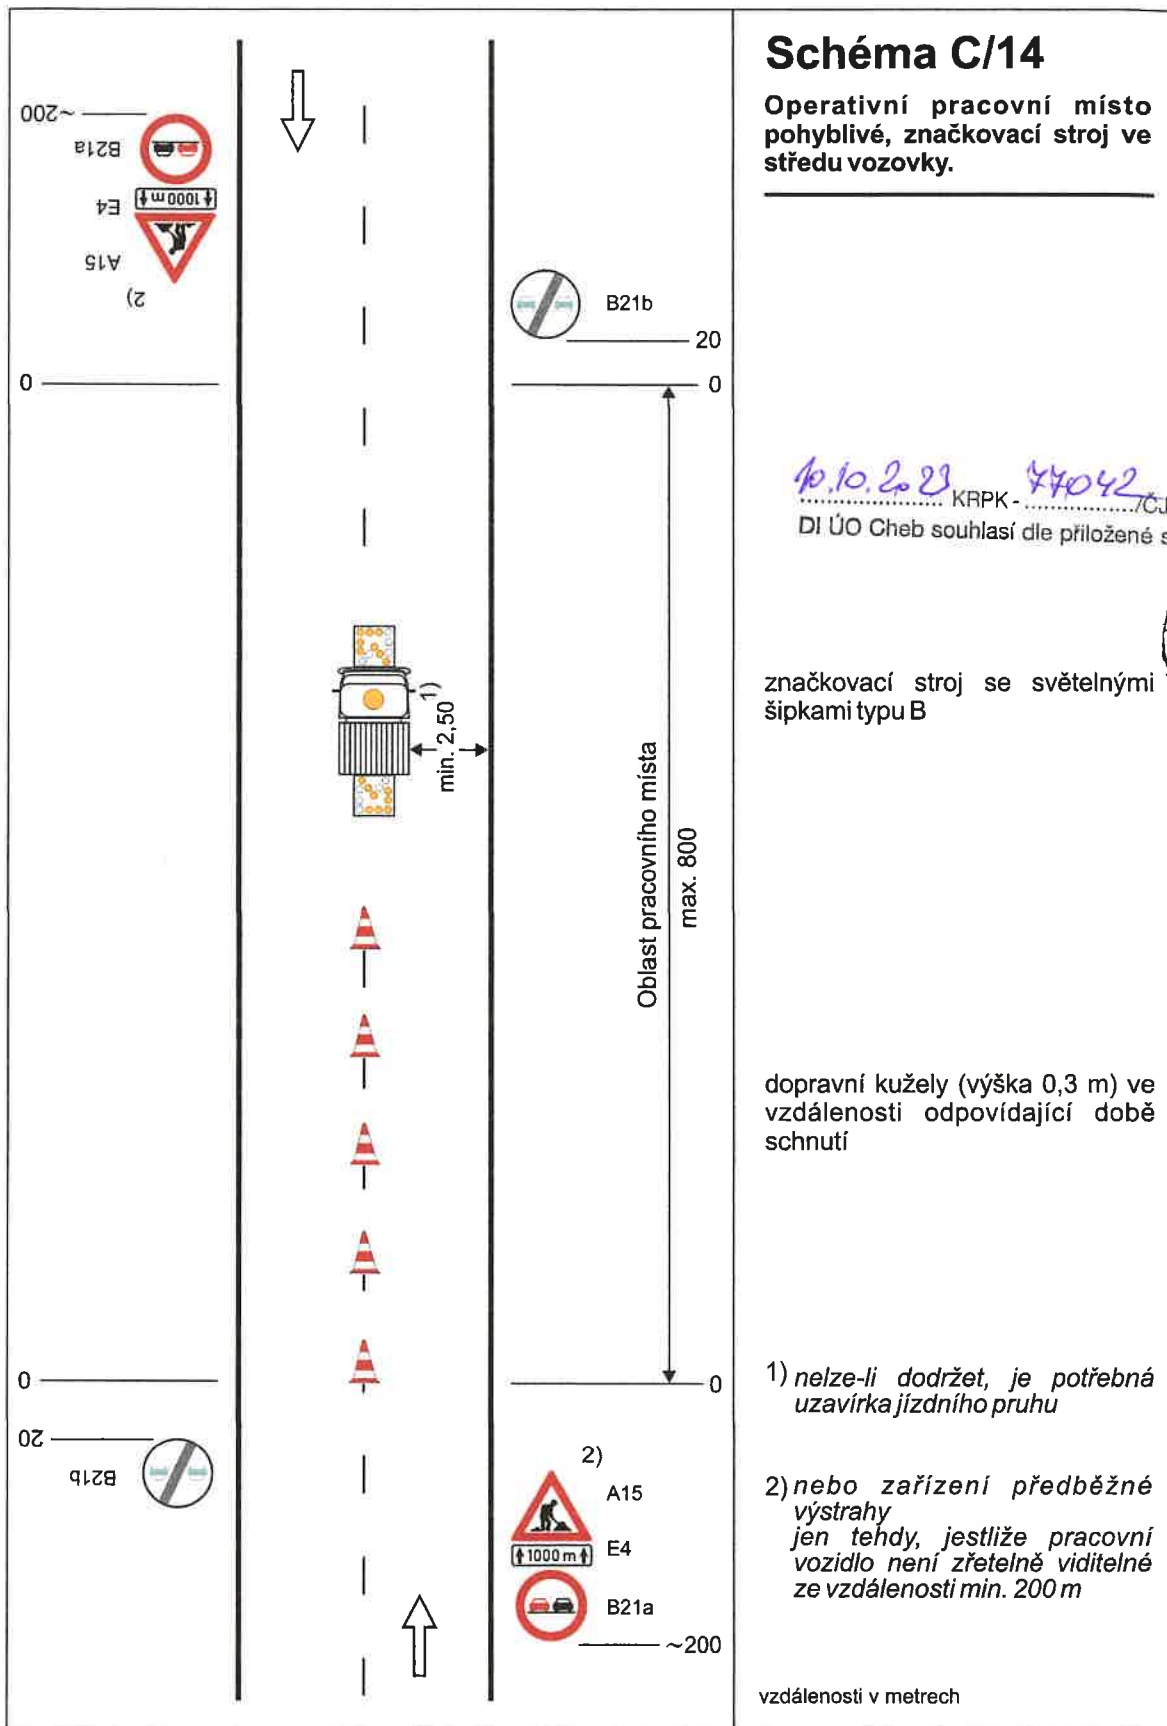 Schéma C/14
Operativní pracovní místo
pohyblivé, značkovací stroj ve
středu vozovky.
~200
B21a
1000 m
E4
A15
2)
B21b
20
0
0
10.10.2023 KRPK - 77042 /ČJ
DI ÚO Cheb souhlasí dle přiložené s
značkovací stroj se světelnými
šipkami typu B
1)
min. 2,50
Oblast pracovního místa
max. 800
dopravní kužely (výška 0,3 m) ve
vzdálenosti odpovídající době
schnutí
0
0
20
B21b
2)
A15
1000 m
E4
B21a
~200
1) nelze-li dodržet, je potřebná
uzavírka jízdního pruhu
2) nebo zařízení předběžné
výstrahy
jen tehdy, jestliže pracovní
vozidlo není zřetelně viditelné
ze vzdálenosti min. 200 m
vzdálenosti v metrech